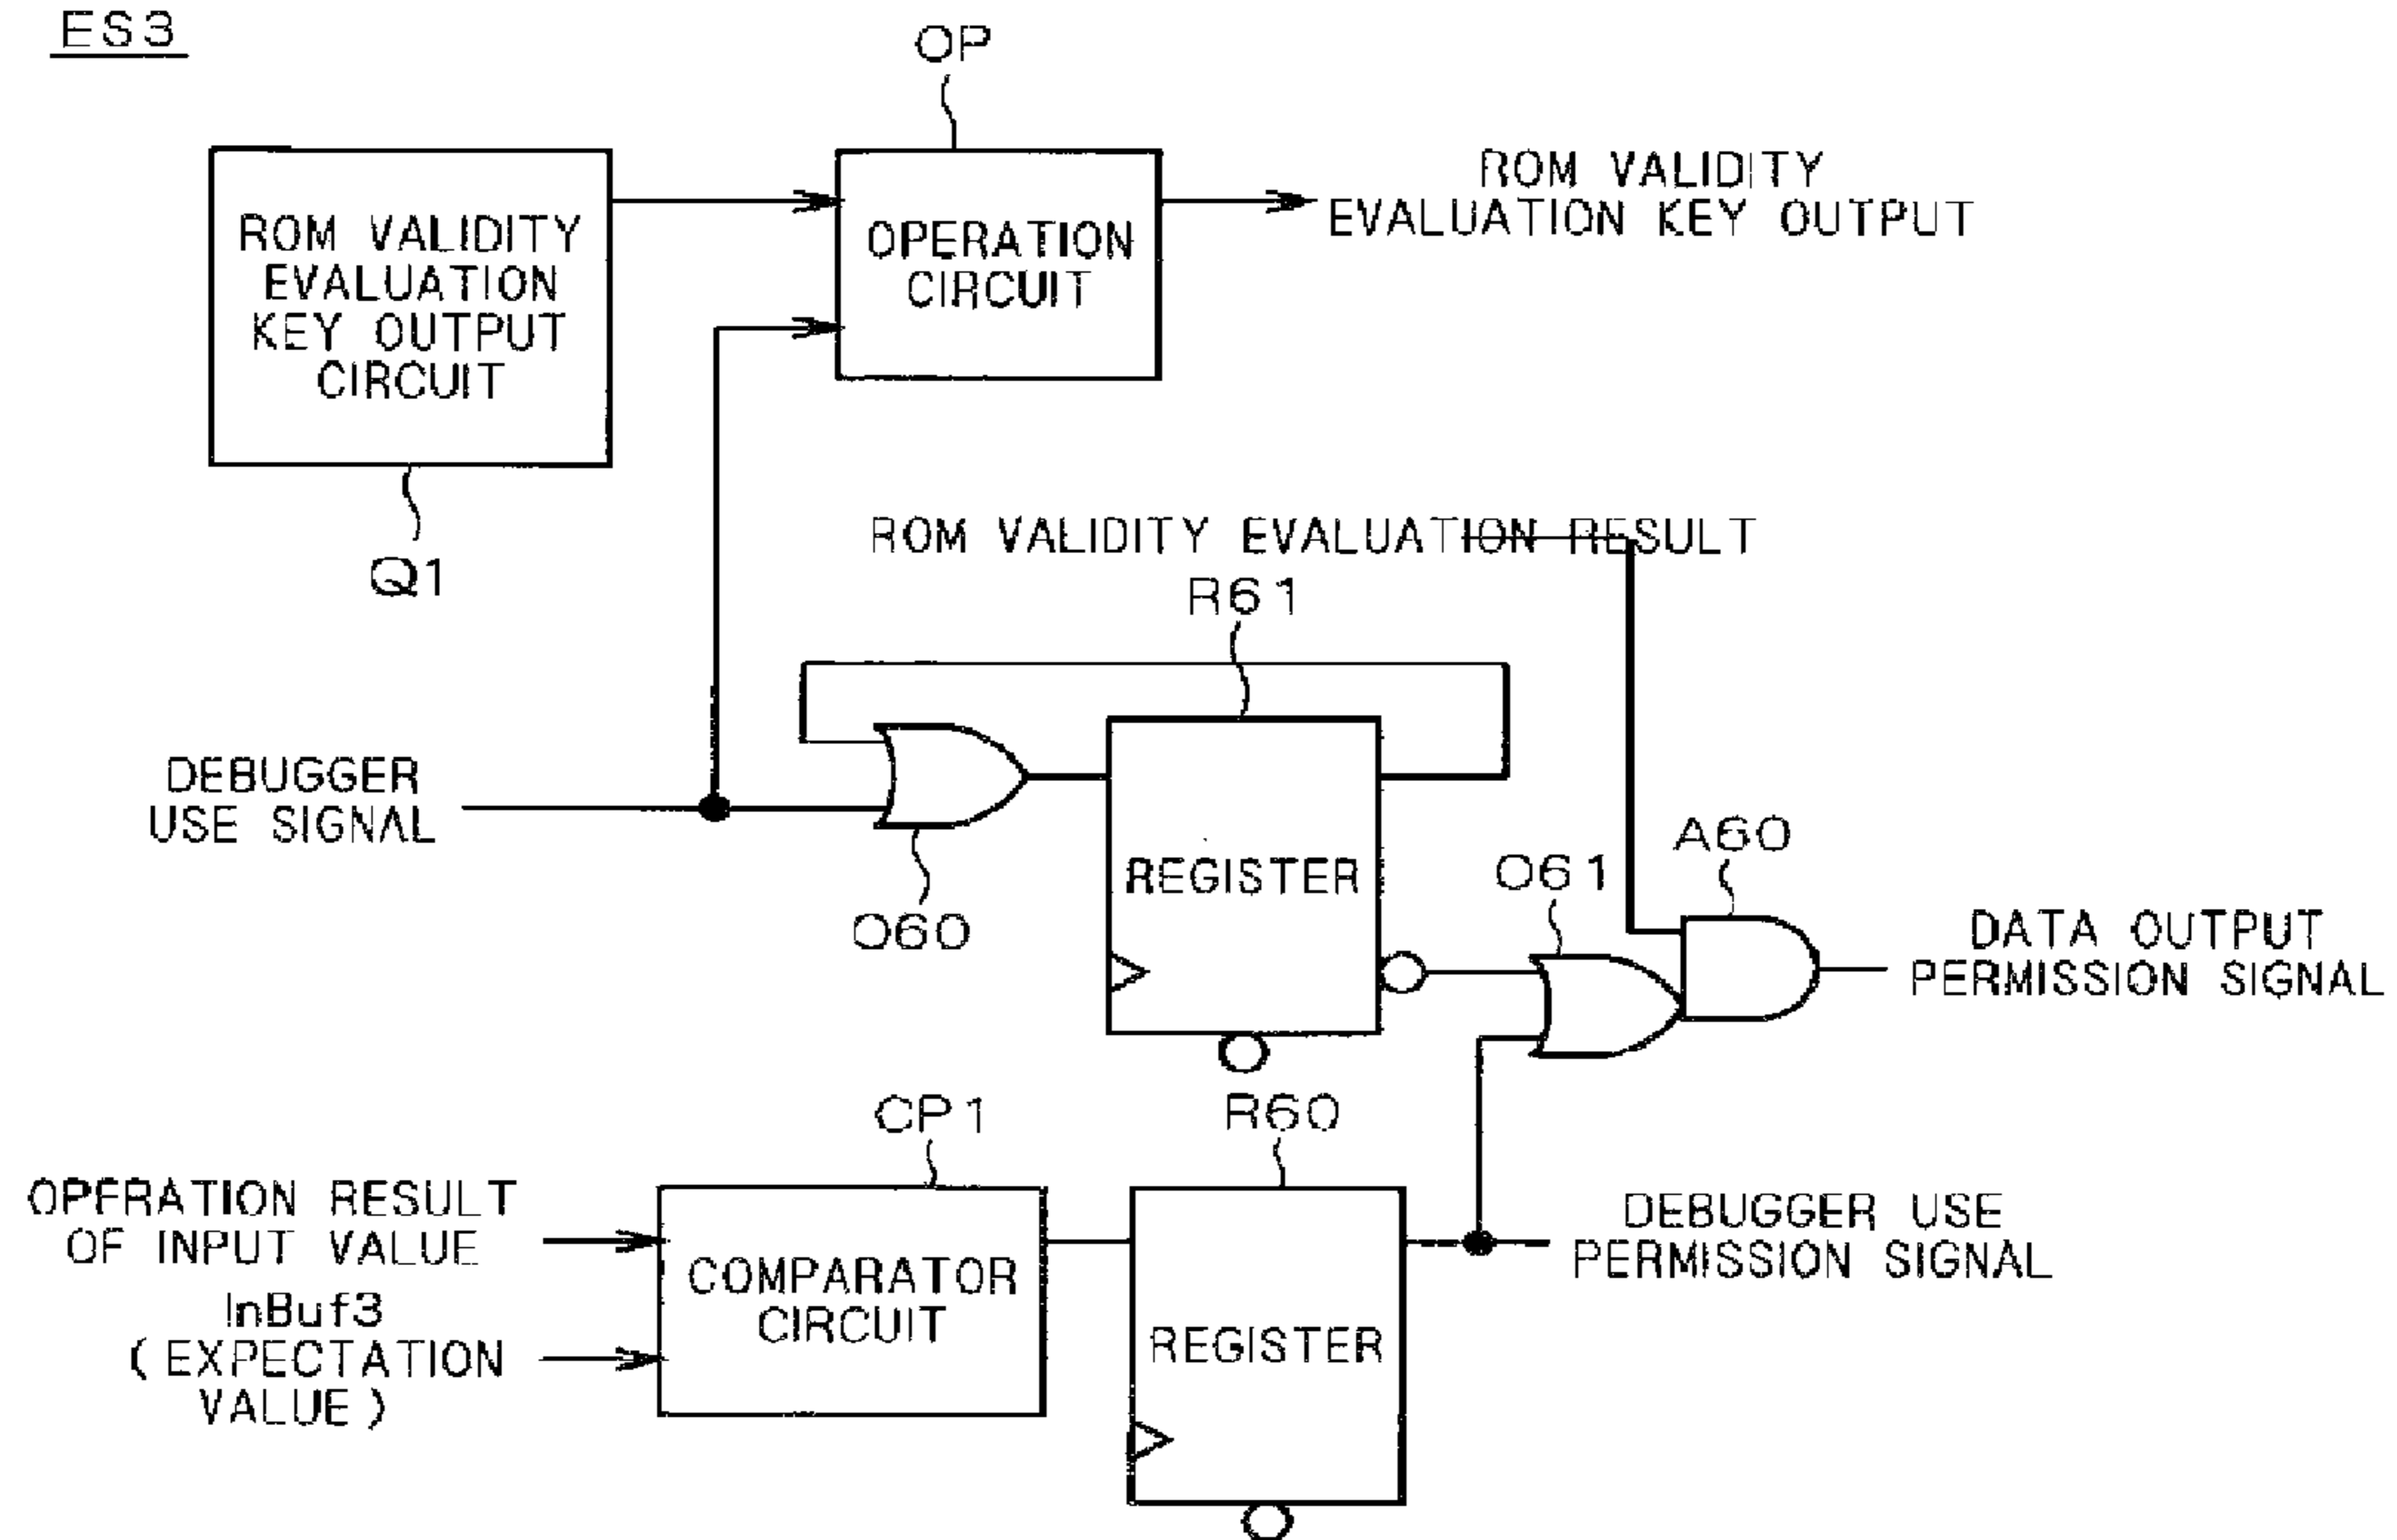 ES3
OP
ROM VALIDITY
EVALUATION
KEY OUTPUT
CIRCUIT
OPERATION
CIRCUIT
ROM VALIDITY
EVALUATION KEY OUTPUT
Q1
ROM VALIDITY EVALUATION RESULT
R61
DEBUGGER
USE SIGNAL
REGISTER
O60
O61
A60
DATA OUTPUT
PERMISSION SIGNAL
CP1
R60
OPERATION RESULT
OF INPUT VALUE
InBuf3
(EXPECTATION
VALUE)
COMPARATOR
CIRCUIT
REGISTER
DEBUGGER USE
PERMISSION SIGNAL